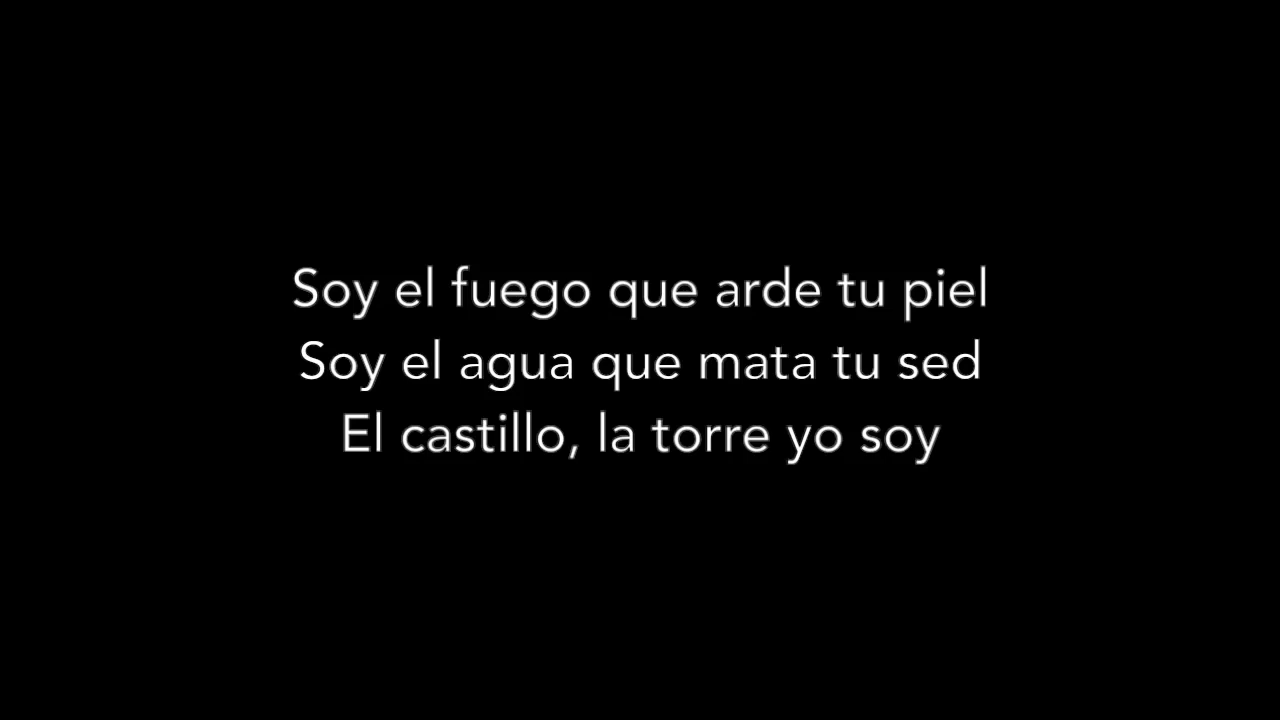 Soy el fuego que arde tu piel
Soy el agua que mata tu sed
El castillo, la torre yo soy